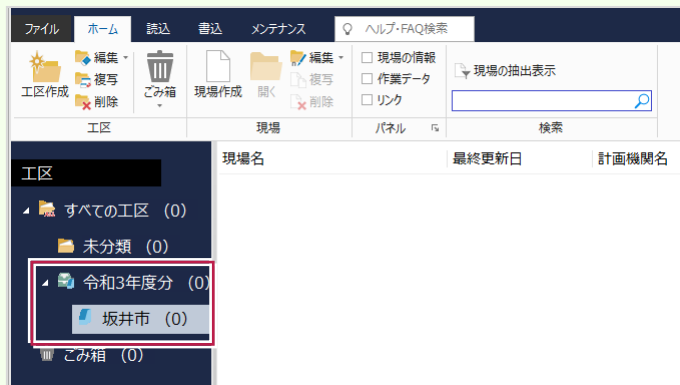 ファイル ホーム 読込 書込 メンテナンス ヘルプ・FAQ検索
工区作成 編集 複写 削除 ごみ箱
現場作成 開く 編集 複写 削除
現場の情報
作業データ
リンク
現場の抽出表示
工区 現場 パネル 検索
工区
現場名 最終更新日 計画機関名
すべての工区 (0)
未分類 (0)
令和3年度分 (0)
坂井市 (0)
ごみ箱 (0)